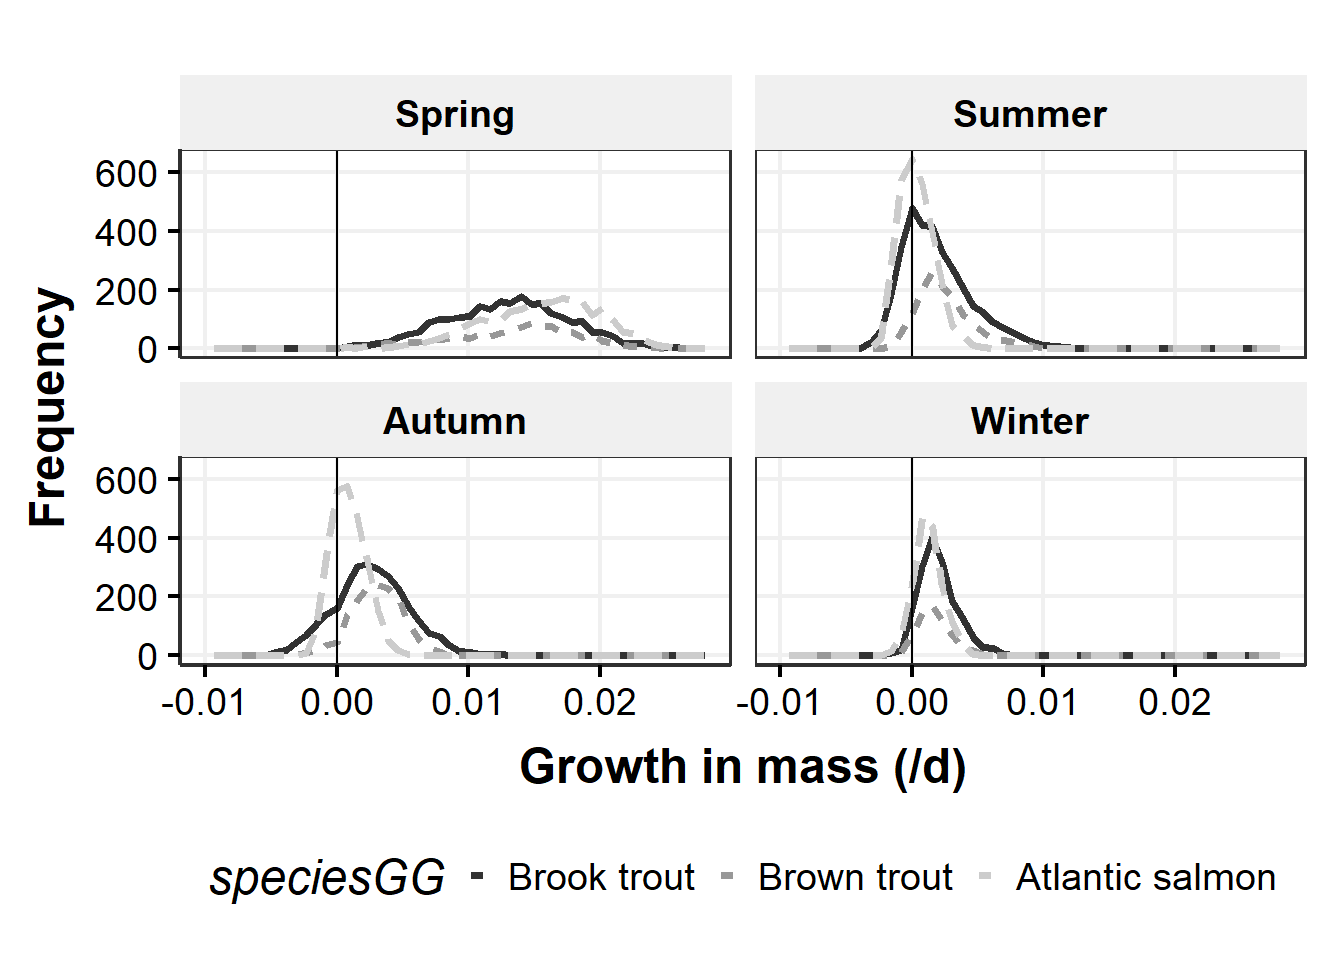 Spring
Summer
600
400
200
0
Autumn
Winter
600
400
200
0
-0.01 0.00 0.01 0.02 -0.01 0.00 0.01 0.02
Frequency
Growth in mass (/d)
speciesGG Brook trout Brown trout Atlantic salmon